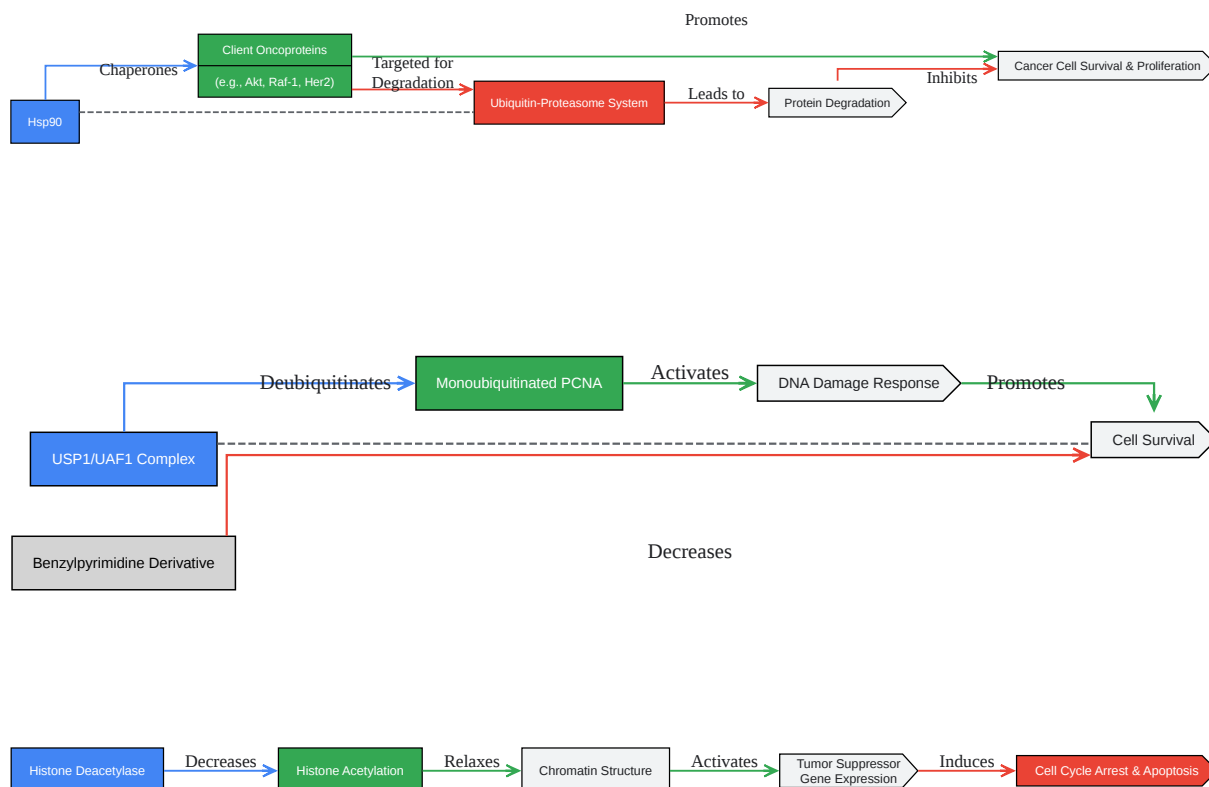 Promotes
Client Oncoproteins
(e.g., Akt, Raf-1, Her2)
Chaperones
Targeted for
Degradation
Cancer Cell Survival & Proliferation
Inhibits
Hsp90
Ubiquitin-Proteasome System
Leads to
Protein Degradation
Deubiquitinates
Monoubiquitinated PCNA
Activates
DNA Damage Response
Promotes
USP1/UAF1 Complex
Cell Survival
Benzylpyrimidine Derivative
Decreases
Histone Deacetylase
Decreases
Histone Acetylation
Relaxes
Chromatin Structure
Activates
Tumor Suppressor
Gene Expression
Induces
Cell Cycle Arrest & Apoptosis